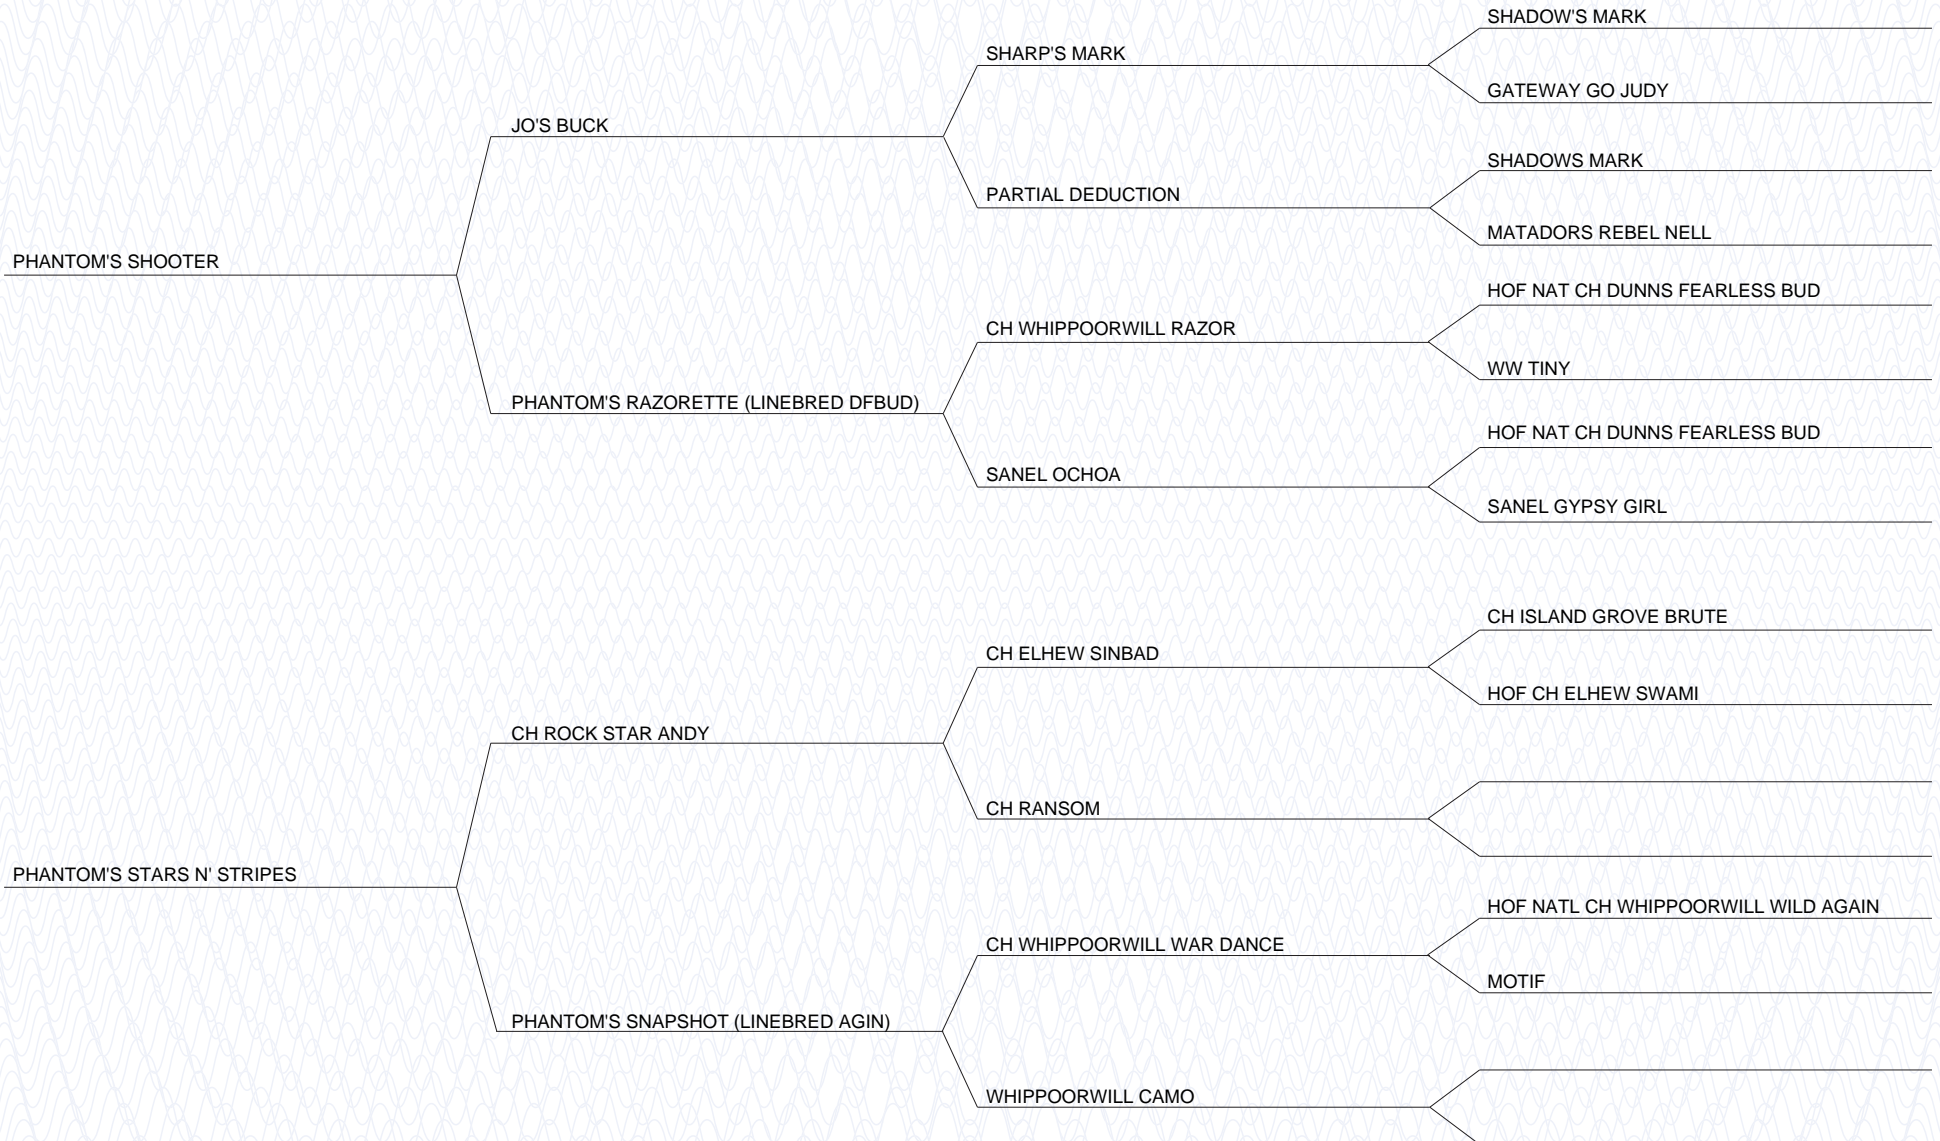 SHADOW'S MARK
SHARP'S MARK
GATEWAY GO JUDY
JO'S BUCK
SHADOWS MARK
PARTIAL DEDUCTION
MATADORS REBEL NELL
PHANTOM'S SHOOTER
HOF NAT CH DUNNS FEARLESS BUD
CH WHIPPOORWILL RAZOR
WW TINY
PHANTOM'S RAZORETTE (LINEBRED DFBUD)
HOF NAT CH DUNNS FEARLESS BUD
SANEL OCHOA
SANEL GYPSY GIRL
CH ISLAND GROVE BRUTE
CH ELHEW SINBAD
HOF CH ELHEW SWAMI
CH ROCK STAR ANDY
CH RANSOM
PHANTOM'S STARS N' STRIPES
HOF NATL CH WHIPPOORWILL WILD AGAIN
CH WHIPPOORWILL WAR DANCE
MOTIF
PHANTOM'S SNAPSHOT (LINEBRED AGIN)
WHIPPOORWILL CAMO